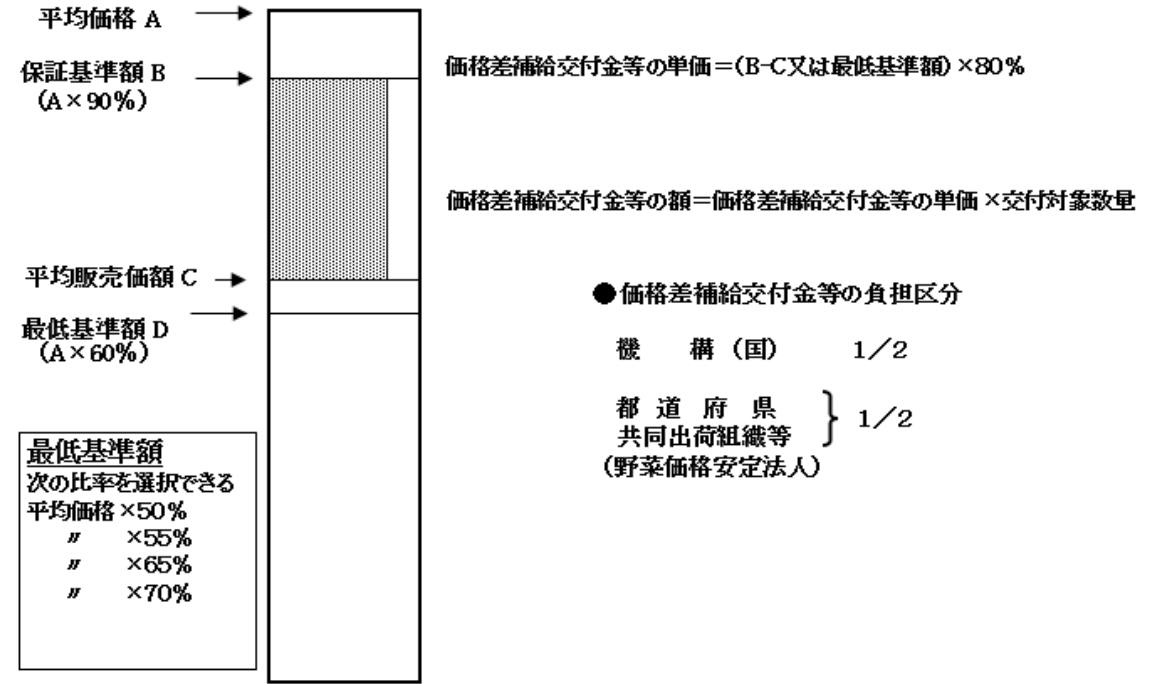 平均価格 A
保証基準額 B
(A×90%)
価格差補給交付金等の単価=(B-C又は最低基準額)×80%
価格差補給交付金等の額=価格差補給交付金等の単価×交付対象数量
平均販売価額 C
最低基準額 D
(A×60%)
●価格差補給交付金等の負担区分
機 構(国) 1/2
都道府県
共同出荷組織等 } 1/2
(野菜価格安定法人)
最低基準額
次の比率を選択できる
平均価格×50%
〃 ×55%
〃 ×65%
〃 ×70%